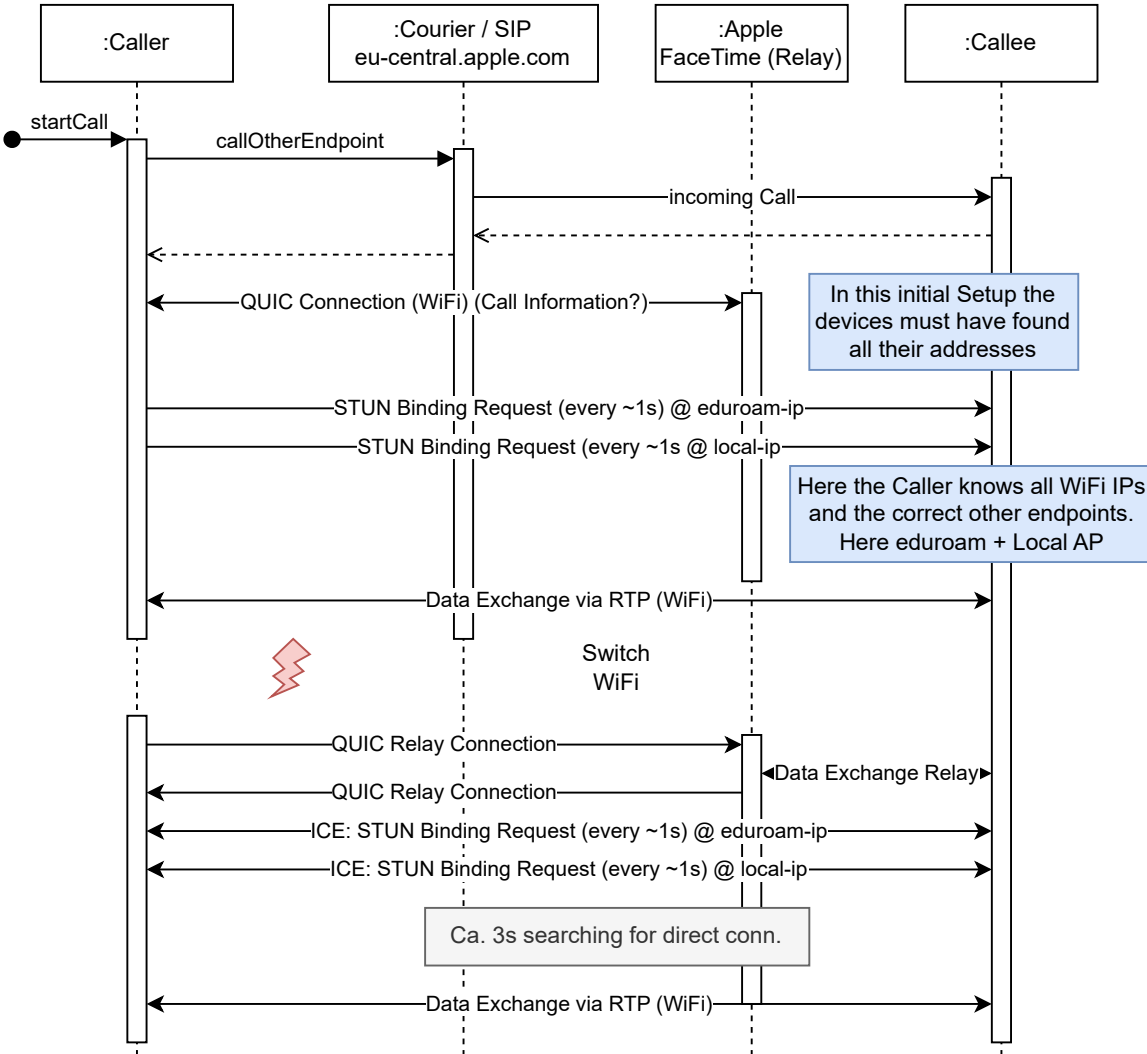 :Caller
:Courier / SIP
eu-central.apple.com
:Apple
FaceTime (Relay)
:Callee
startCall
callOtherEndpoint
incoming Call
QUIC Connection (WiFi) (Call Information?)
In this initial Setup the
devices must have found
all their addresses
STUN Binding Request (every ~1s) @ eduroam-ip
STUN Binding Request (every ~1s @ local-ip
Here the Caller knows all WiFi IPs
and the correct other endpoints.
Here eduroam + Local AP
Data Exchange via RTP (WiFi)
Switch
WiFi
QUIC Relay Connection
Data Exchange Relay
QUIC Relay Connection
ICE: STUN Binding Request (every ~1s) @ eduroam-ip
ICE: STUN Binding Request (every ~1s) @ local-ip
Ca. 3s searching for direct conn.
Data Exchange via RTP (WiFi)